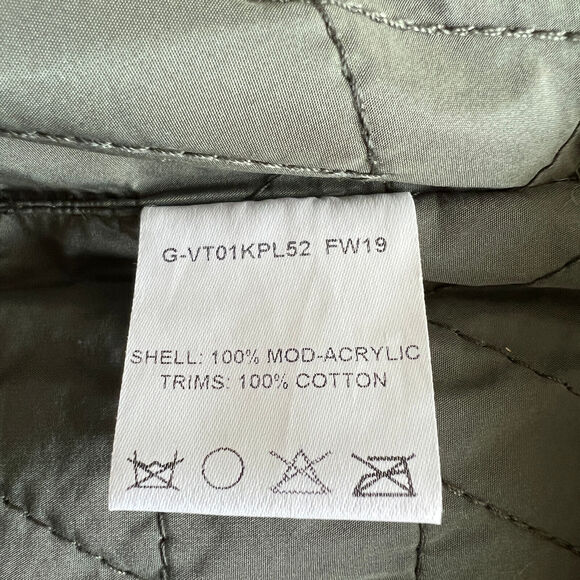 G-VT01KPL52 FW19
SHELL: 100% MOD-ACRYLIC
TRIMS: 100% COTTON